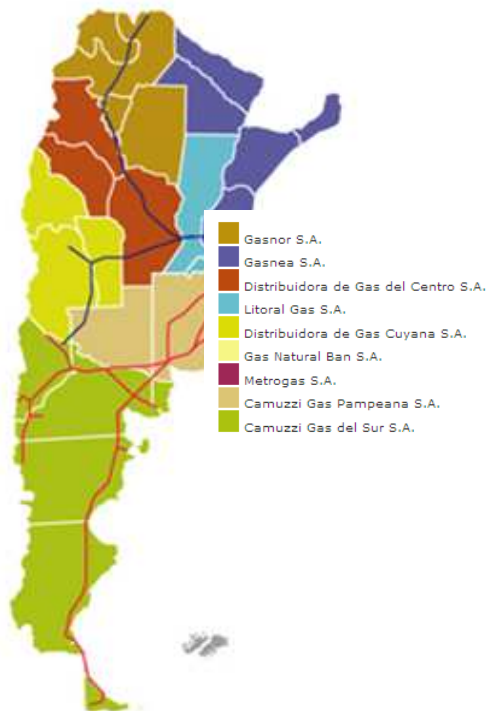 Gasnor S.A.
Gasnea S.A.
Distribuidora de Gas del Centro S.A.
Litoral Gas S.A.
Distribuidora de Gas Cuyana S.A.
Gas Natural Ban S.A.
Metrogas S.A.
Camuzzi Gas Pampeana S.A.
Camuzzi Gas del Sur S.A.